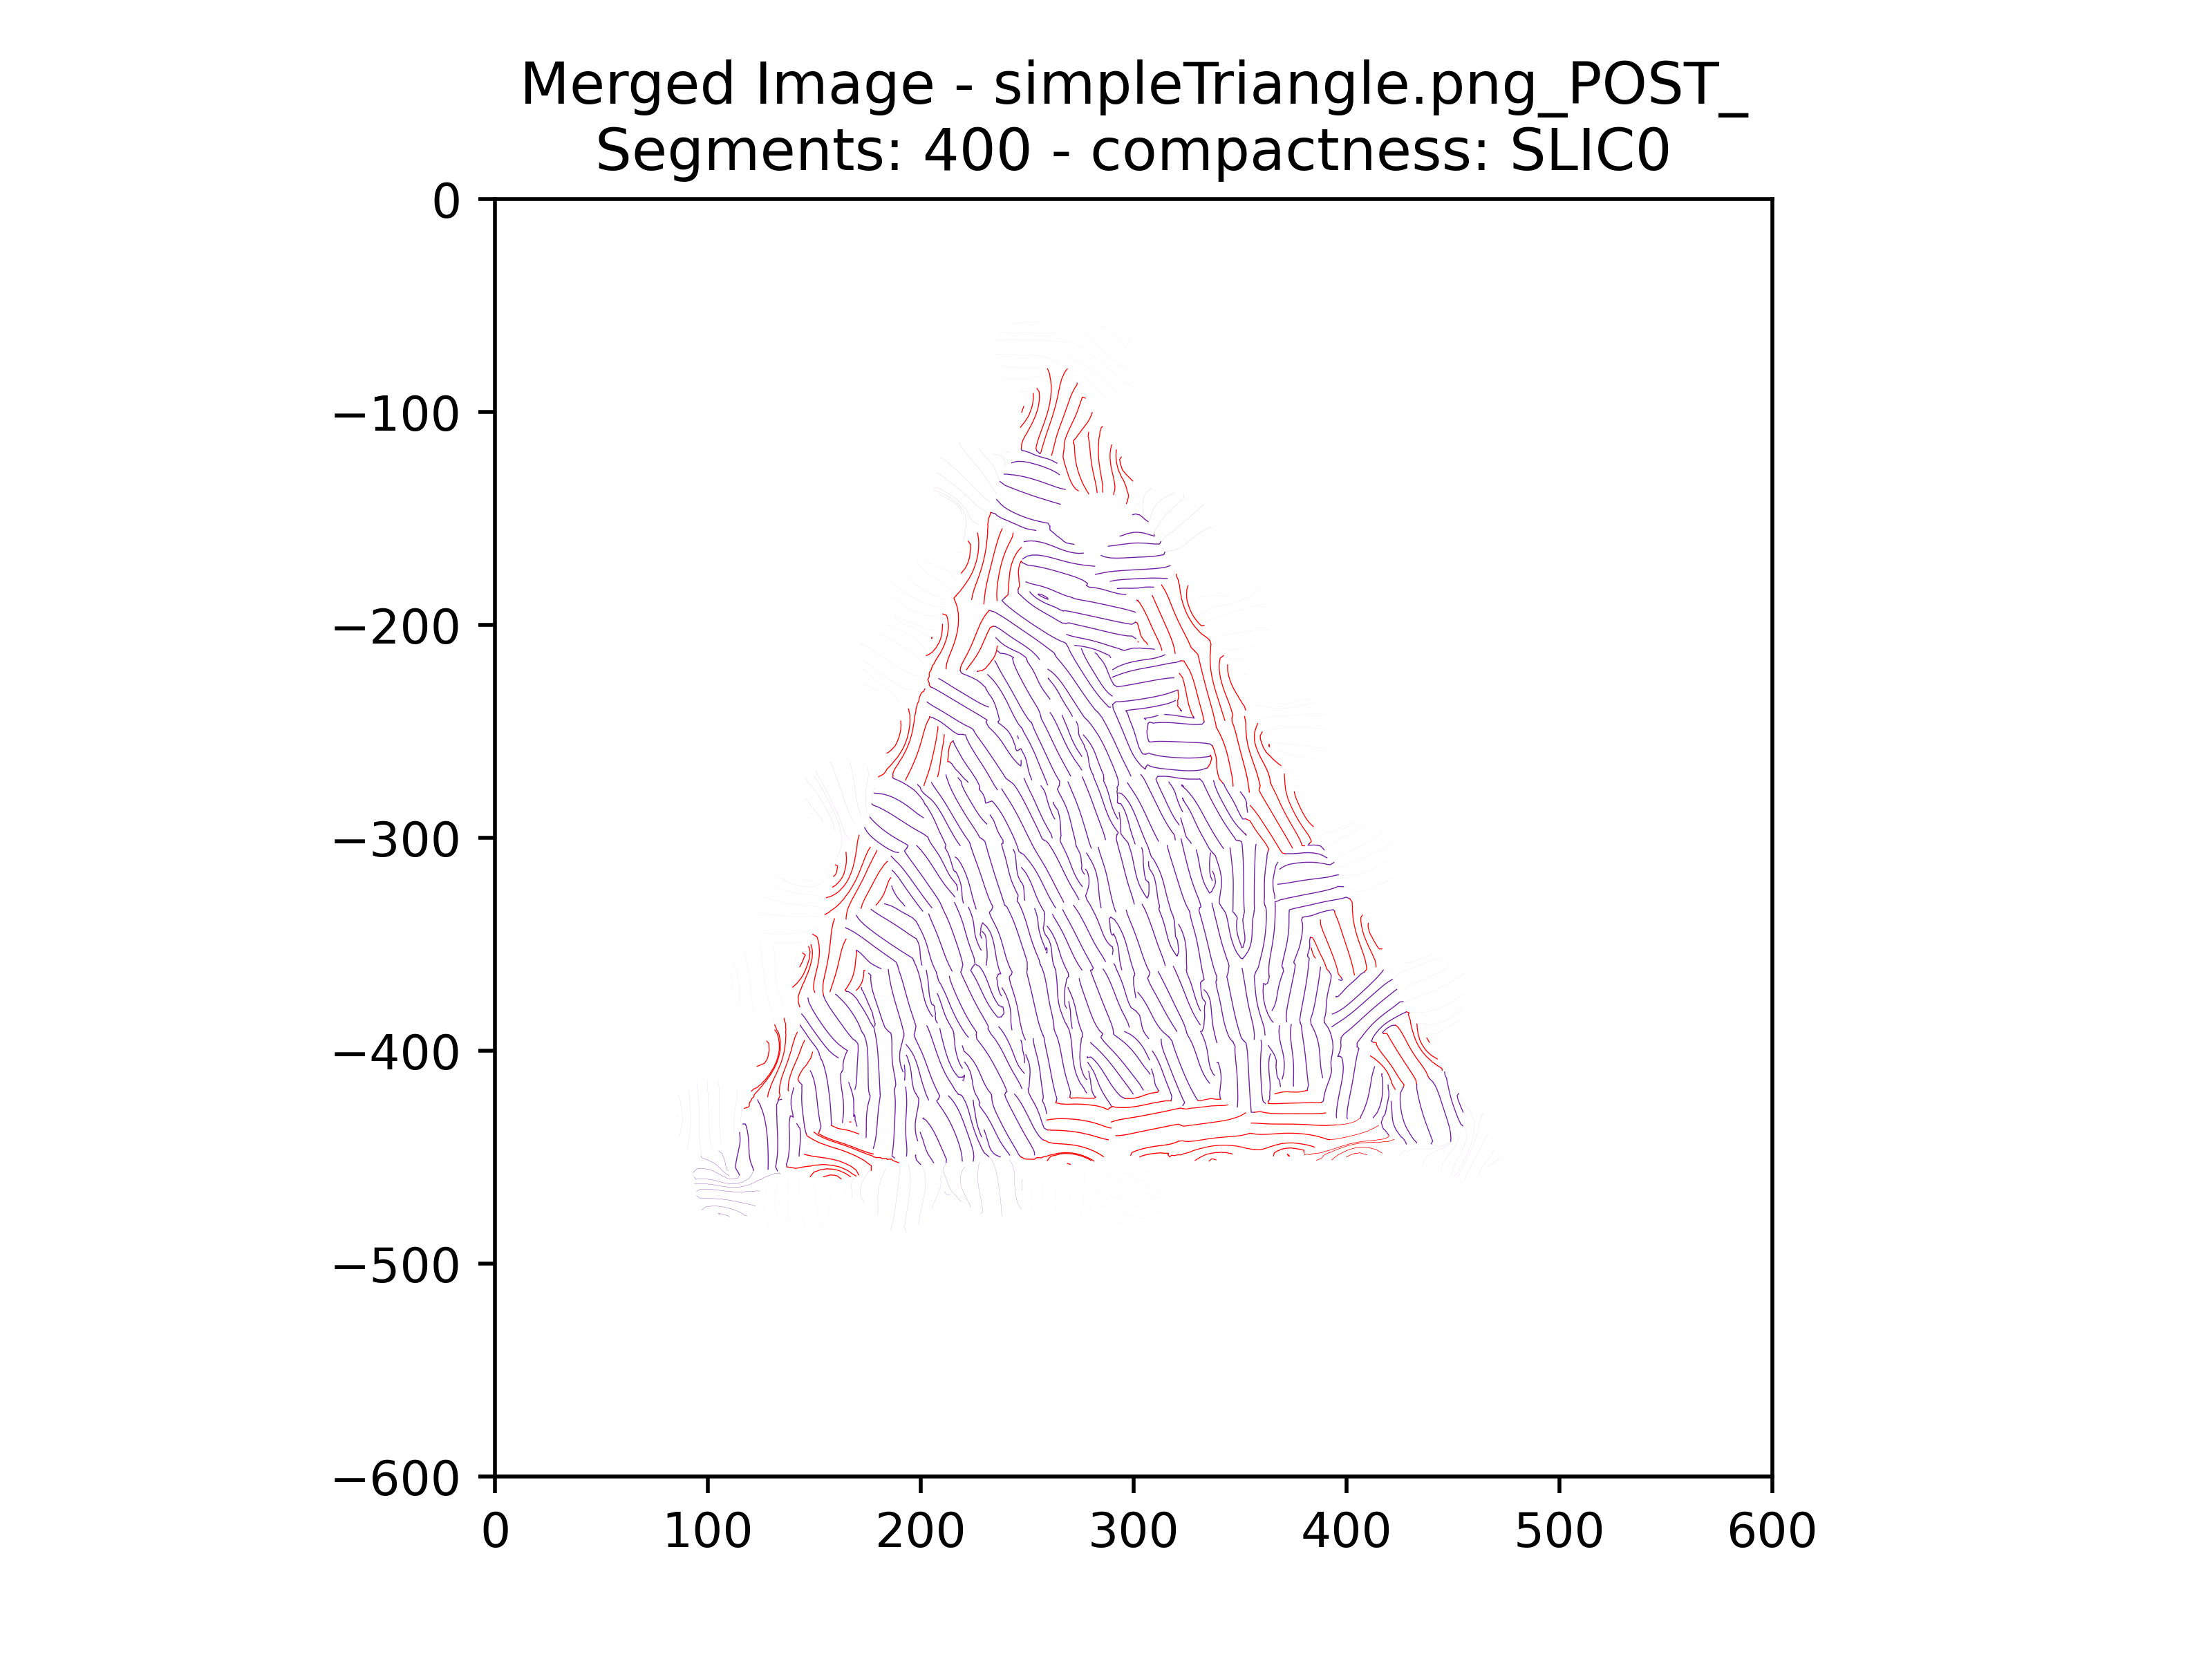 Merged Image - simpleTriangle.png_POST_
Segments: 400 - compactness: SLIC0
0
−100
−200
−300
−400
−500
−600
0 100 200 300 400 500 600